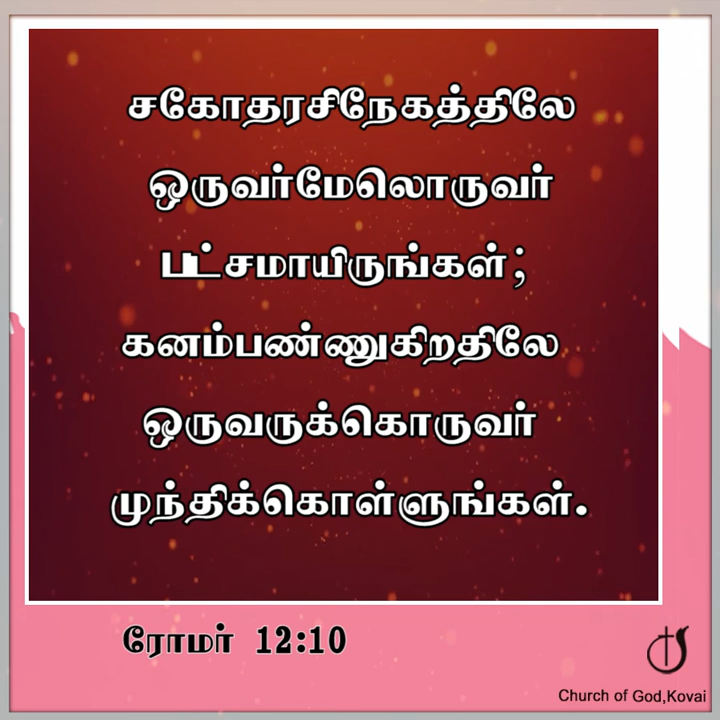 சகோதரசிநேகத்திலே
ஒருவர்மேலொருவர்
பட்சமாயிருங்கள்;
கனம்பண்ணுகிறதிலே
ஒருவருக்கொருவர்
முந்திக்கொள்ளுங்கள்.
ரோமர் 12:10
Church of God,Kovai